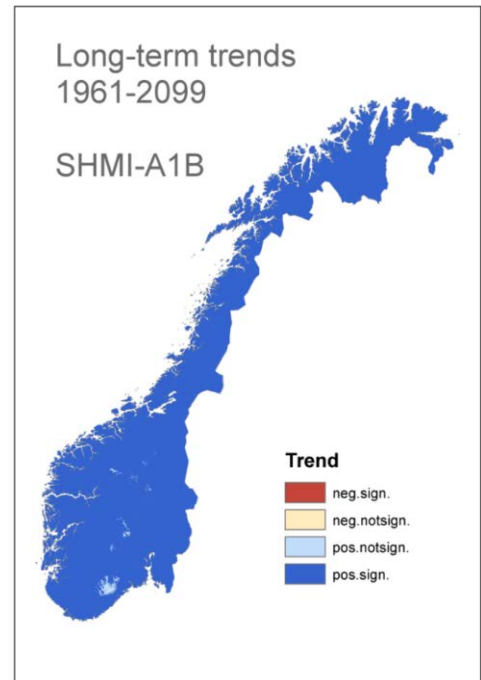 Long-term trends
1961-2099
SHMI-A1B
Trend
neg.sign.
neg.notsign.
pos.notsign.
pos.sign.